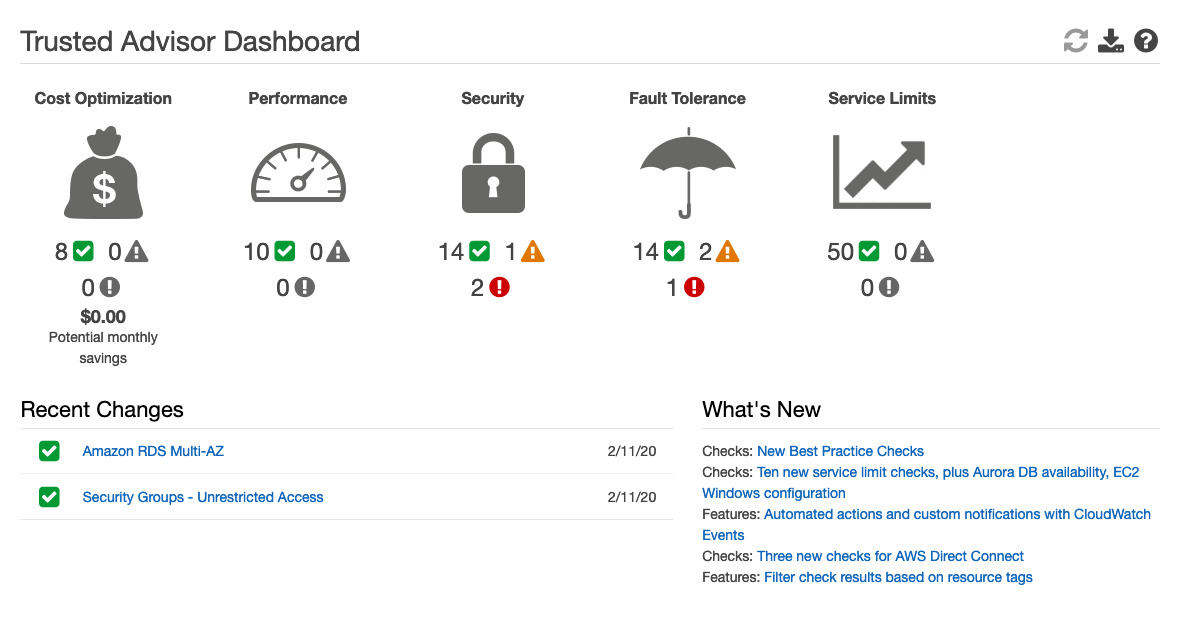 Trusted Advisor Dashboard
Cost Optimization
Performance
Security
Fault Tolerance
Service Limits
$
8 0
10 0
14 1
14 2
50 0
0
0
2
1
0
$0.00
Potential monthly
savings
Recent Changes
Amazon RDS Multi-AZ 2/11/20
Security Groups - Unrestricted Access 2/11/20
What's New
Checks: New Best Practice Checks
Checks: Ten new service limit checks, plus Aurora DB availability, EC2
Windows configuration
Features: Automated actions and custom notifications with CloudWatch
Events
Checks: Three new checks for AWS Direct Connect
Features: Filter check results based on resource tags